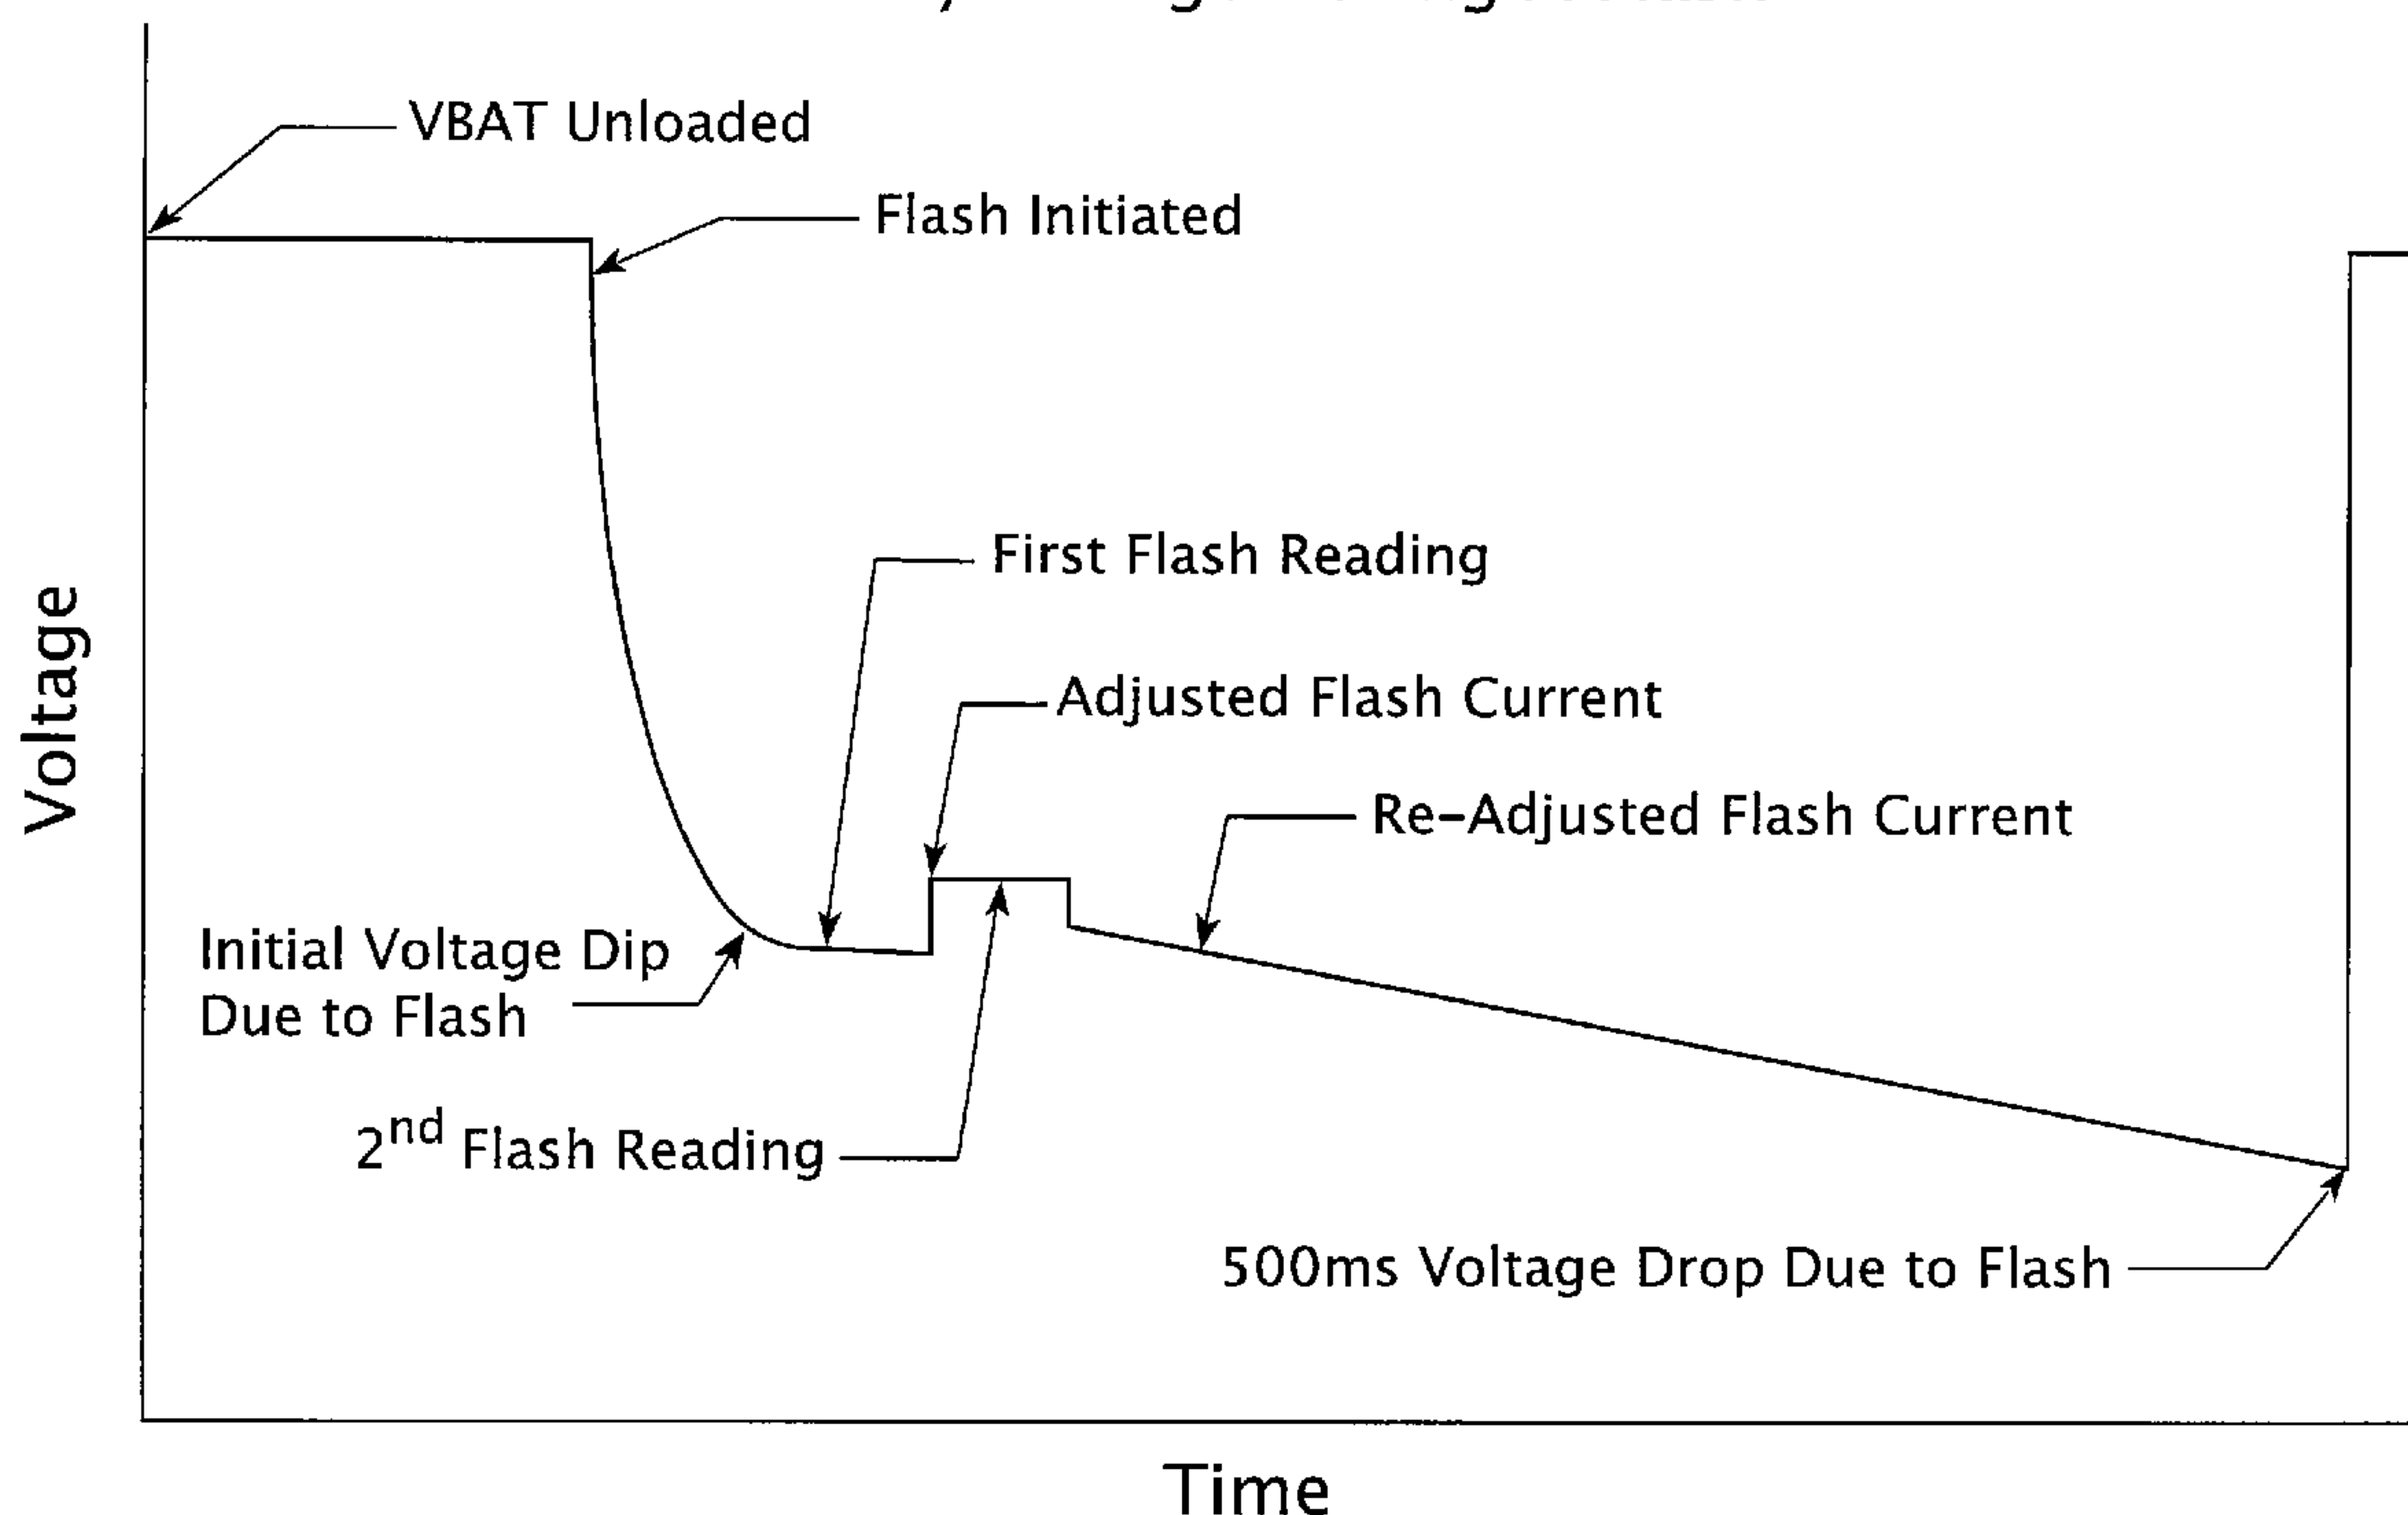 VBAT Unloaded
Flash Initiated
First Flash Reading
Adjusted Flash Current
Re-Adjusted Flash Current
Voltage
Initial Voltage Dip
Due to Flash
2nd Flash Reading
500ms Voltage Drop Due to Flash
Time